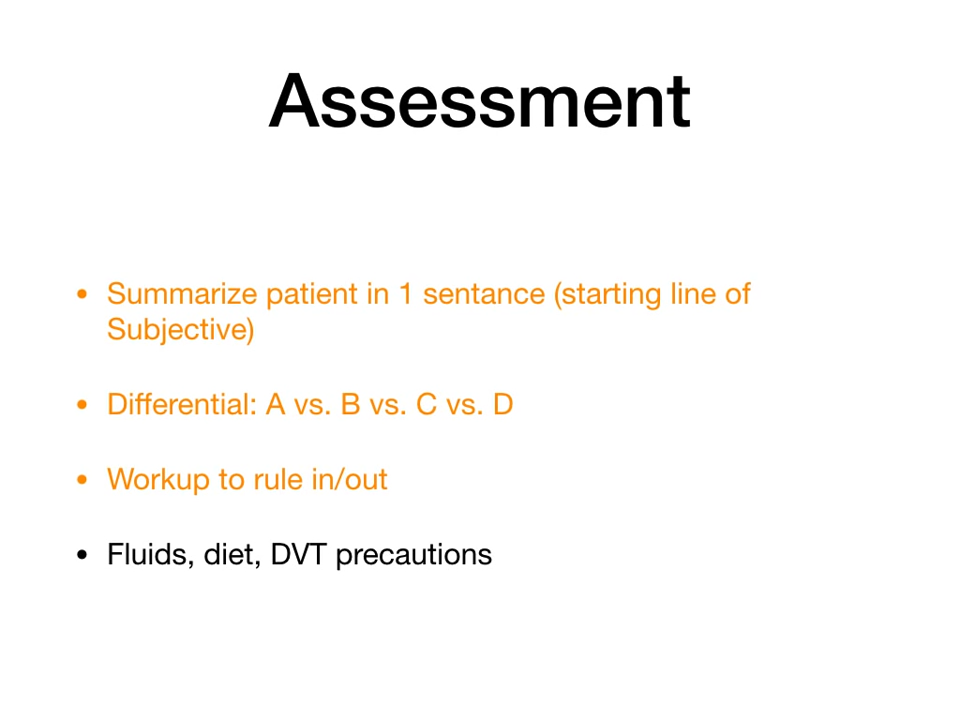 Assessment
• Summarize patient in 1 sentance (starting line of
Subjective)
• Differential: A vs. B vs. C vs. D
• Workup to rule in/out
• Fluids, diet, DVT precautions